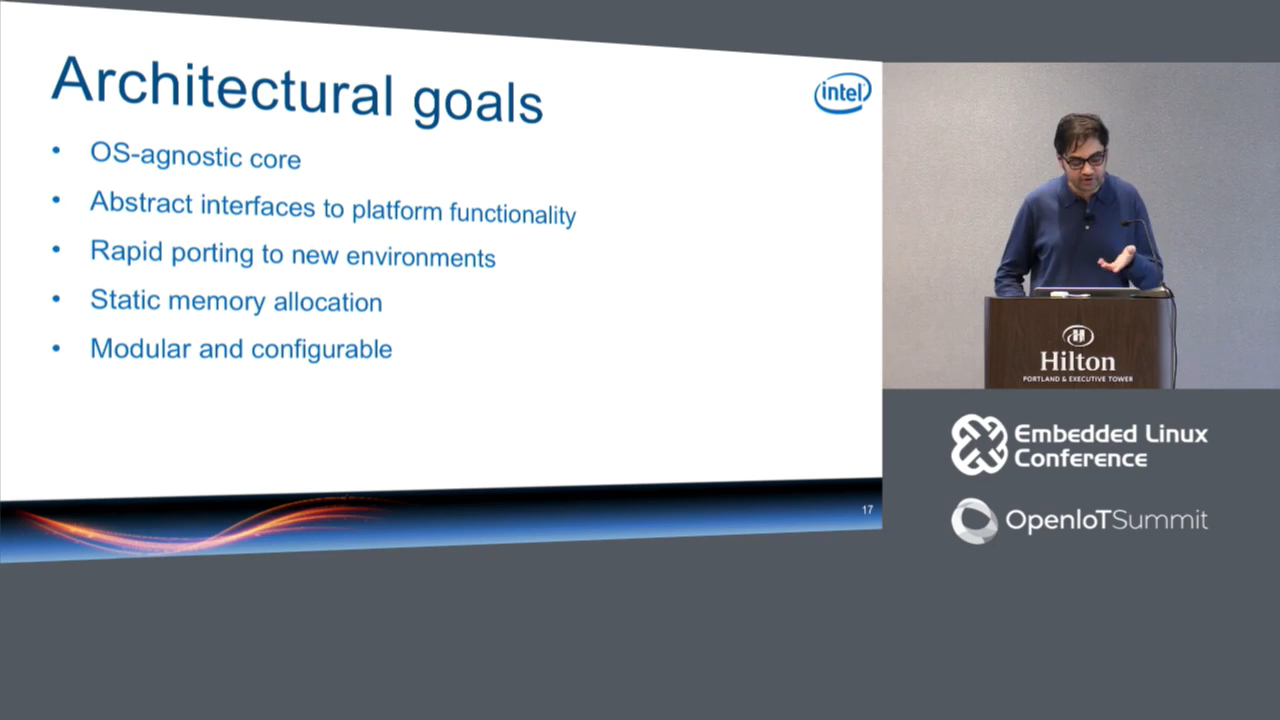 Architectural goals
intel
• OS-agnostic core
• Abstract interfaces to platform functionality
• Rapid porting to new environments
• Static memory allocation
• Modular and configurable
17
H
Hilton
PORTLAND & EXECUTIVE TOWER
Embedded Linux
Conference
OpenIoTSummit